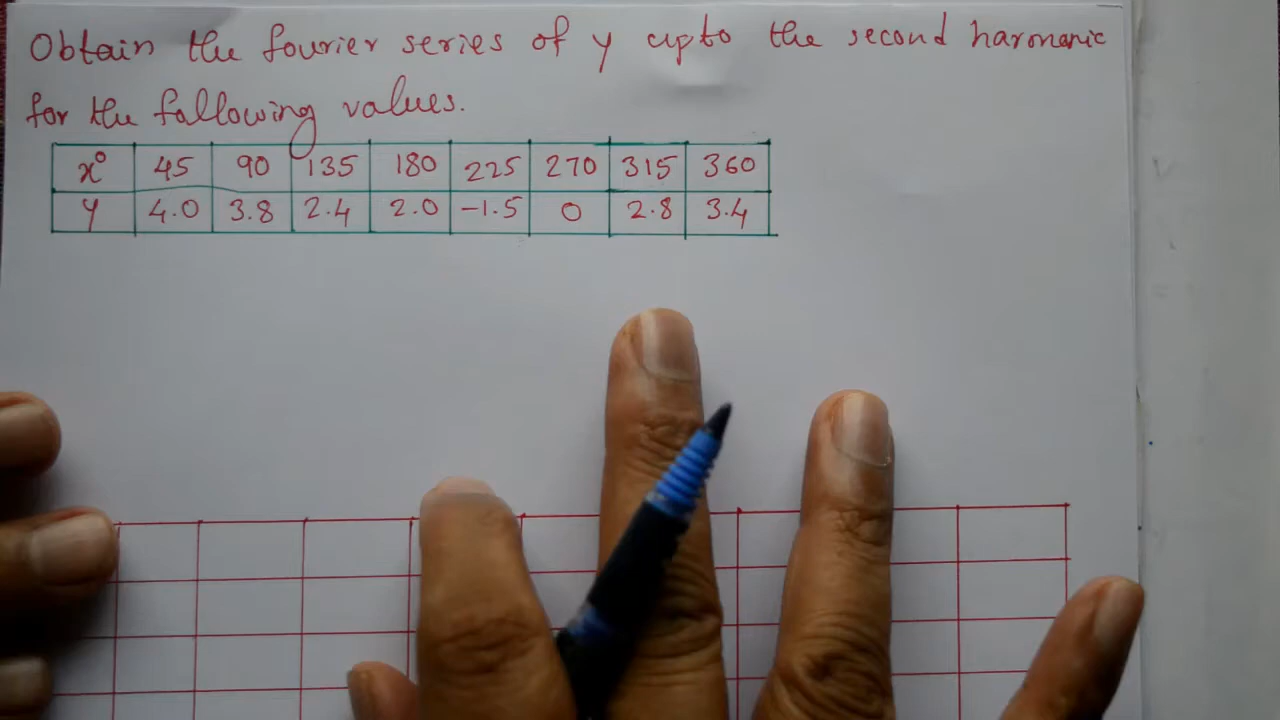 Obtain the fourier series of y upto the second harmonic
for the following values.
x° 45 90 135 180 225 270 315 360
y 4.0 3.8 2.4 2.0 -1.5 0 2.8 3.4